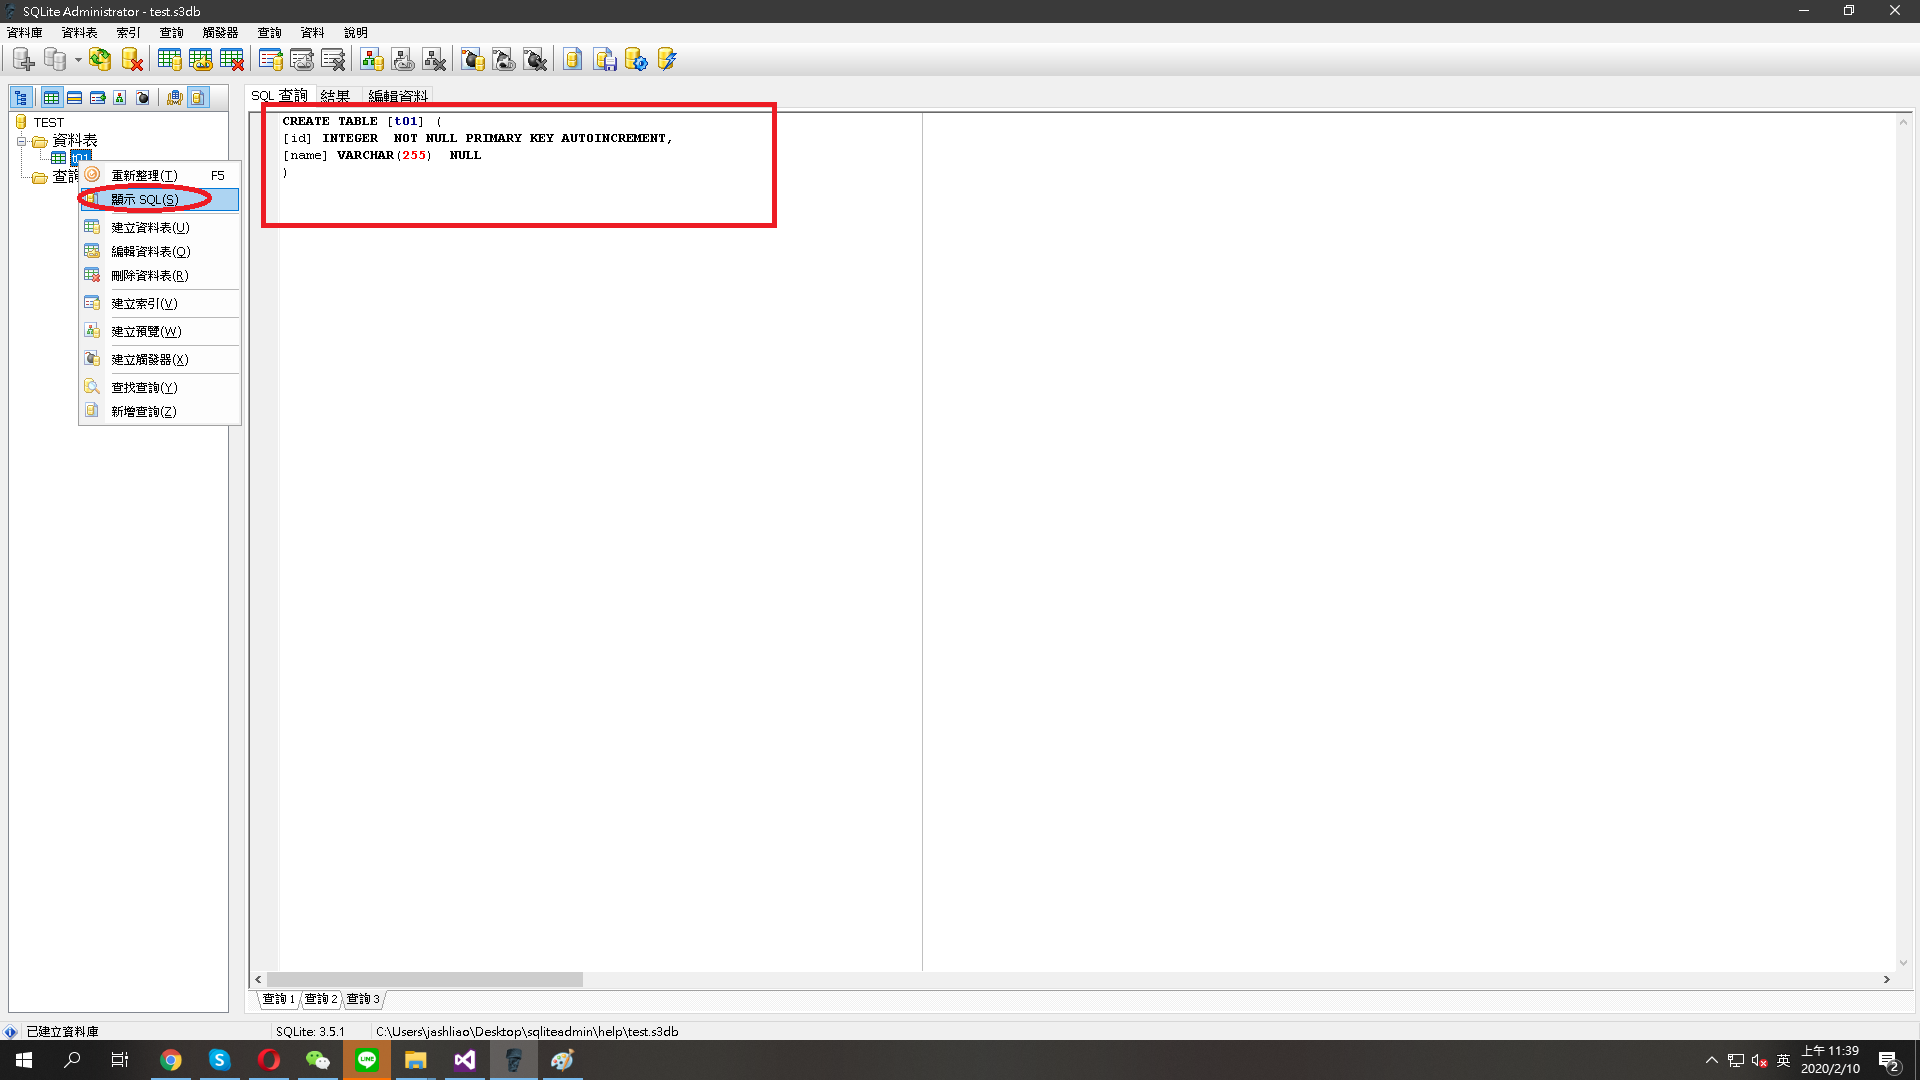 SQLite Administrator - test.s3db
資料庫 資料表 索引 查詢 觸發器 查詢 資料 說明
SQL 查詢 結果 編輯資料
TEST
資料表
t01
查詢
重新整理(T) F5
顯示 SQL(S)
建立資料表(U)
編輯資料表(Q)
刪除資料表(R)
建立索引(V)
建立預覽(W)
建立觸發器(X)
查找查詢(Y)
新增查詢(Z)
CREATE TABLE [t01] (
[id] INTEGER  NOT NULL PRIMARY KEY AUTOINCREMENT,
[name] VARCHAR(255)  NULL
)
查詢 1 查詢 2 查詢 3
已建立資料庫 SQLite: 3.5.1 C:\Users\jashliao\Desktop\sqliteadmin\help\test.s3db
LINE
英
上午 11:39
2020/2/10
2